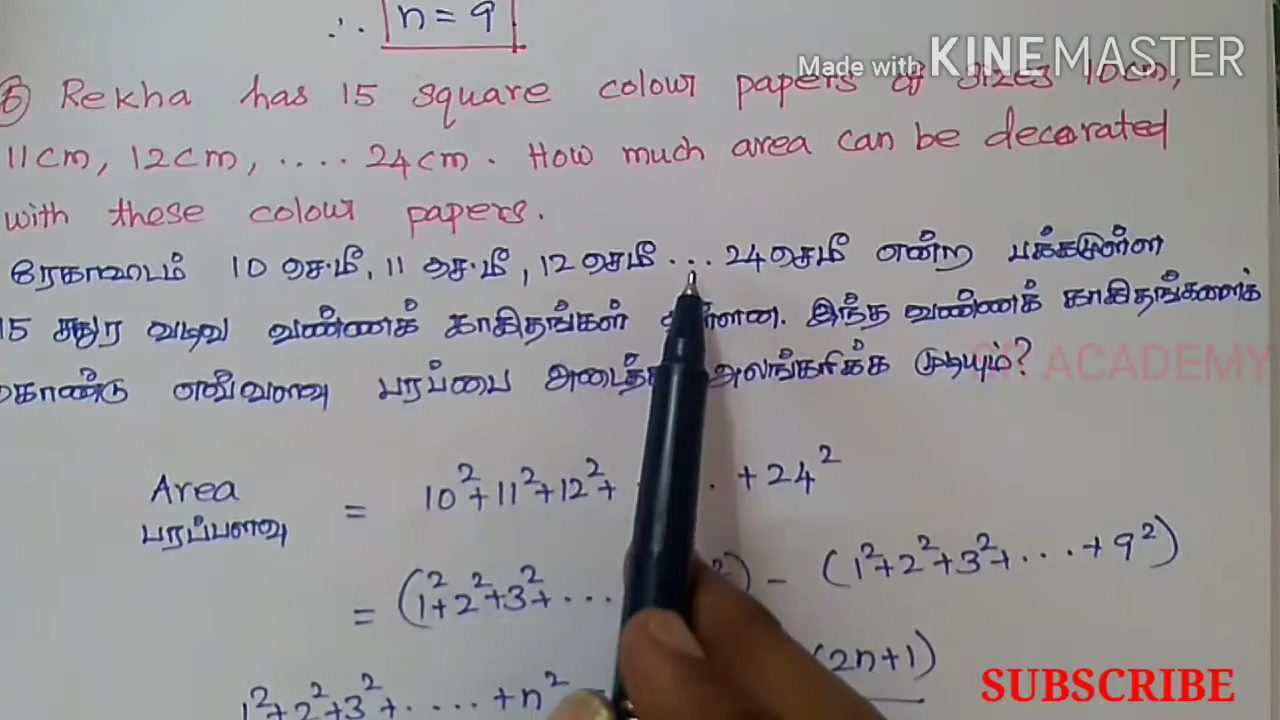 ∴ n = 9
Made with KINEMASTER
6) Rekha has 15 square colour papers of sizes 10cm,
11cm, 12cm, .... 24cm. How much area can be decorated
with these colour papers.
ரேகாவிடம் 10 செ.மீ, 11 செ.மீ, 12 செமீ ... 24 செமீ என்ற பக்கமுள்ள
15 சதுர வடிவ வண்ணக் காகிதங்கள் இந்த வண்ணக் காகிதங்களைக்
கொண்டு எவ்வளவு பரப்பை அலங்கரிக்க முடியும்?
ACADEMY
Area
பரப்பளவு = 10²+11²+12²+ . . +24²
= (1²+2²+3²+... ²) - (1²+2²+3²+...+9²)
(2n+1)
1²+2²+3²+.....+n²
SUBSCRIBE